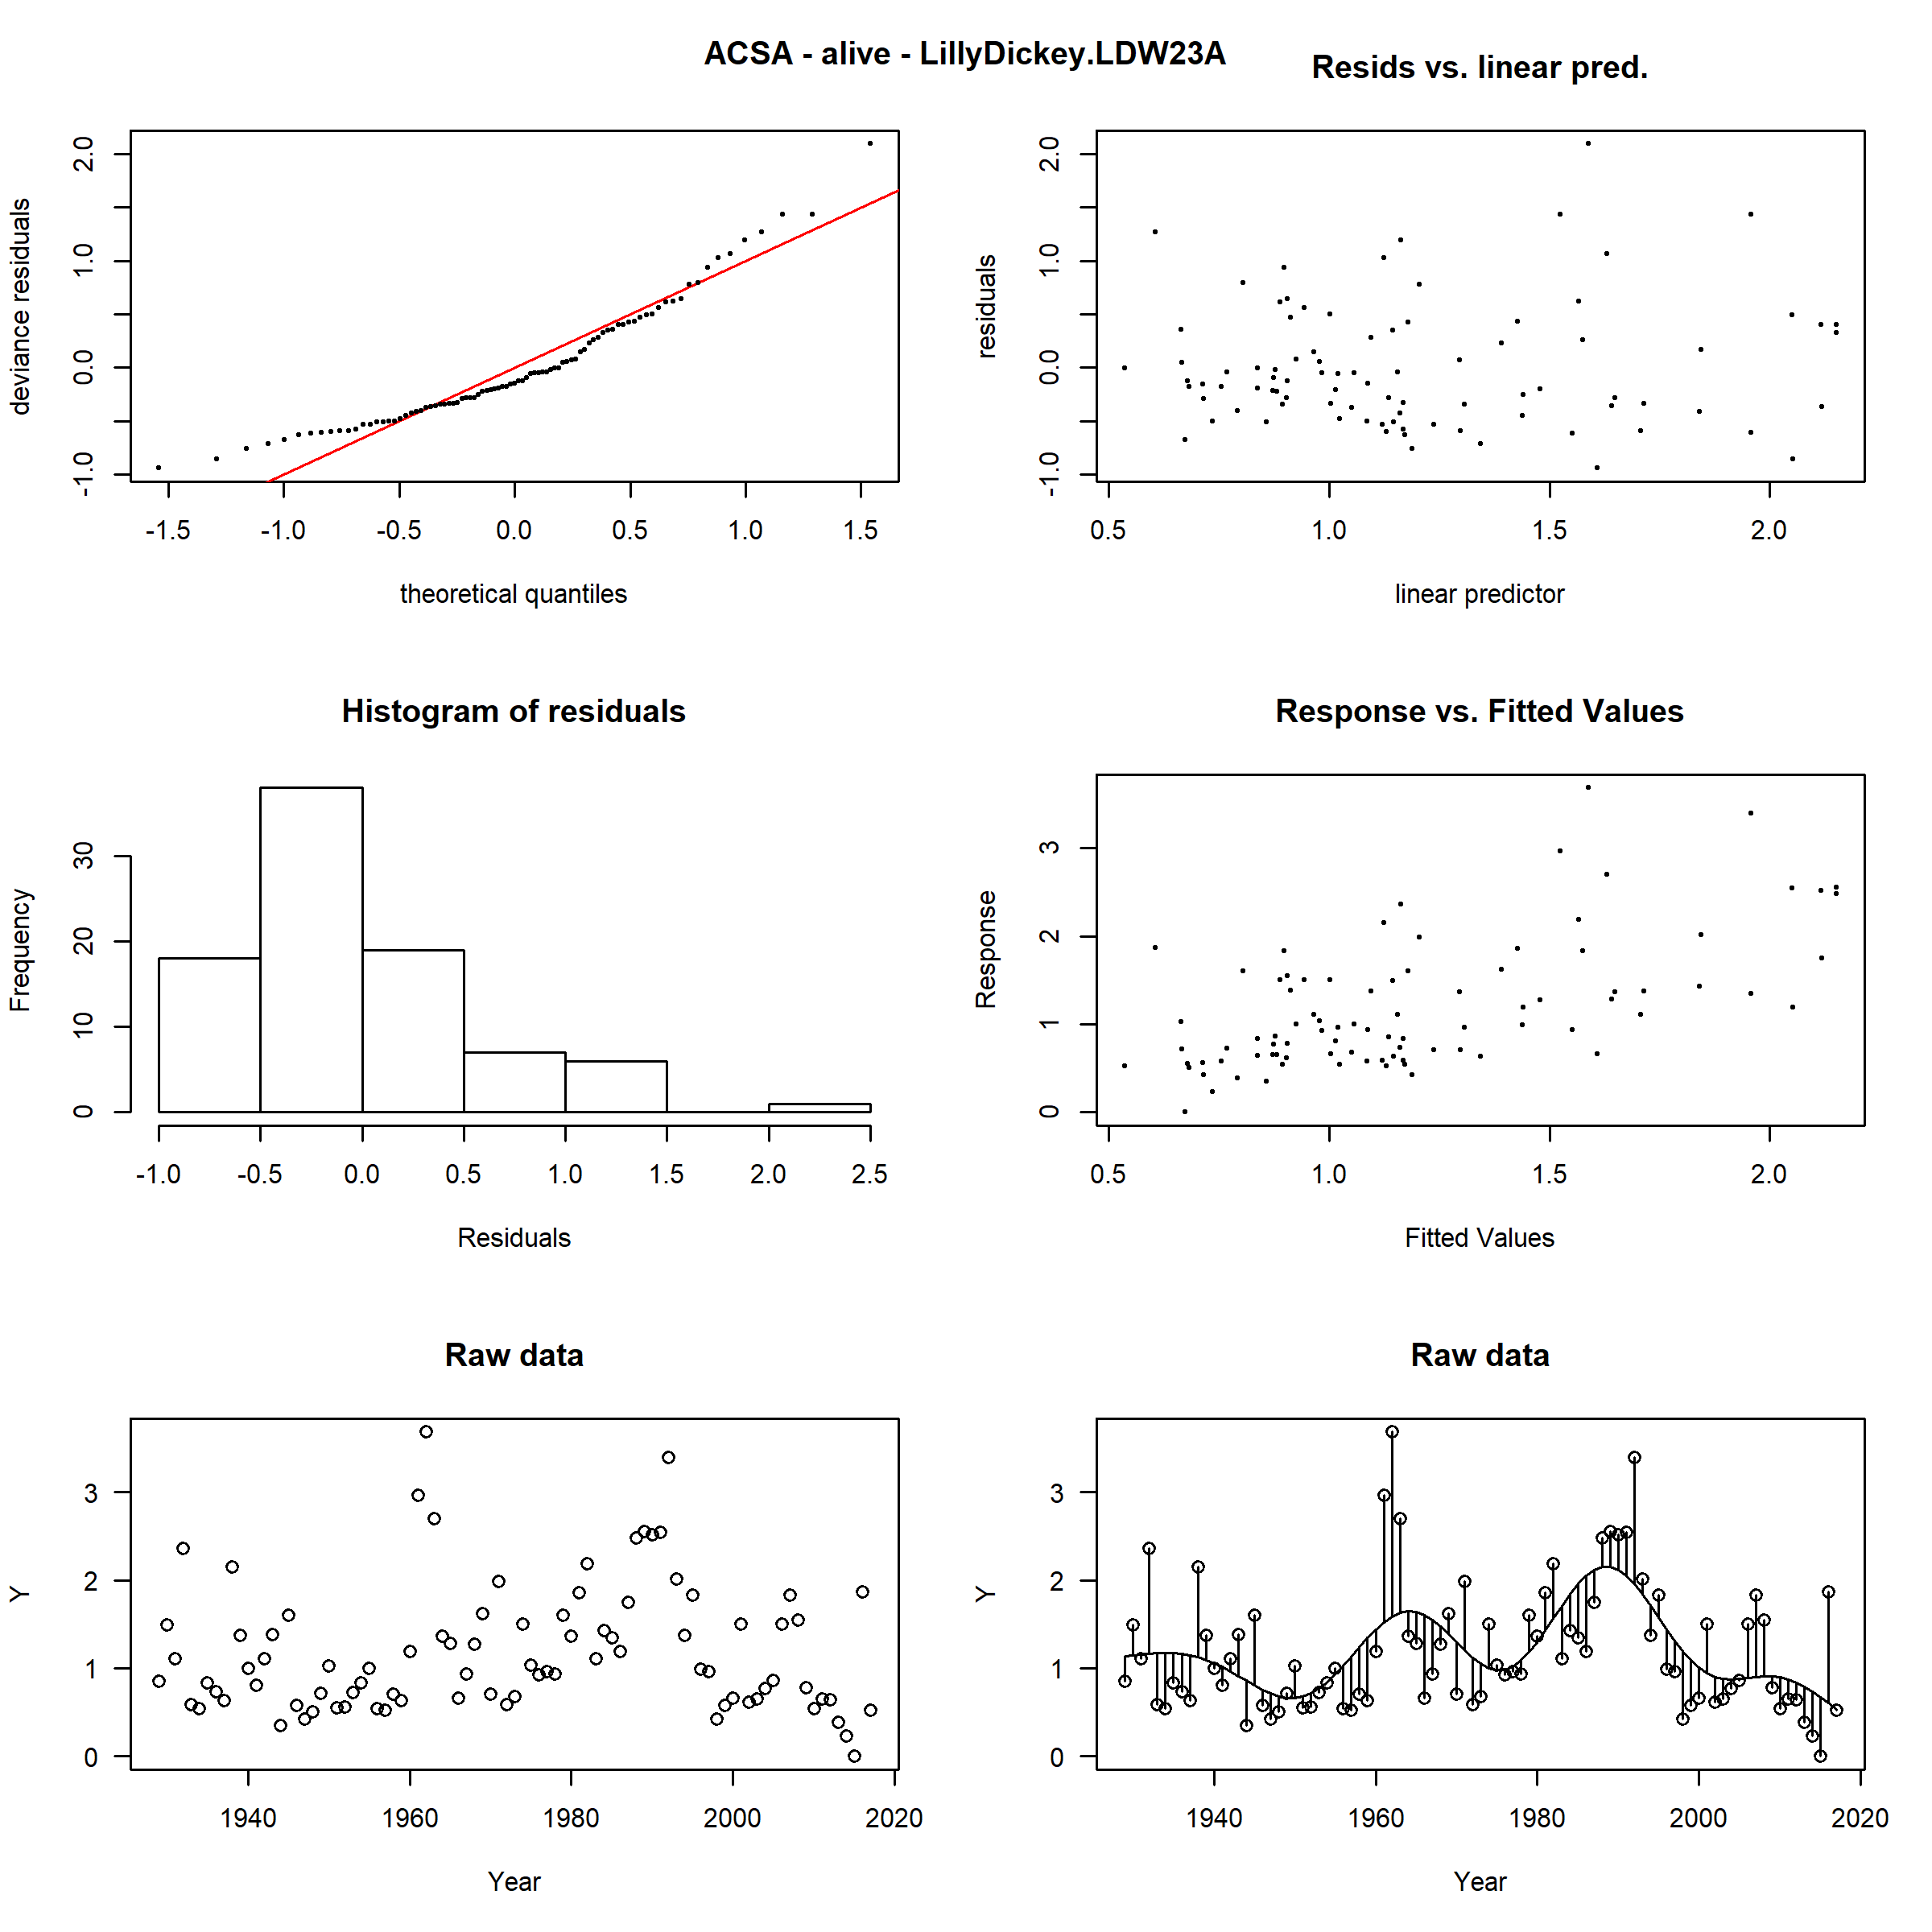 ACSA - alive - LillyDickey.LDW23A
Resids vs. linear pred.
deviance residuals
-1.0 0.0 1.0 2.0
-1.5 -1.0 -0.5 0.0 0.5 1.0 1.5
theoretical quantiles
residuals
-1.0 0.0 1.0 2.0
0.5 1.0 1.5 2.0
linear predictor
Histogram of residuals
Frequency
0 10 20 30
-1.0 -0.5 0.0 0.5 1.0 1.5 2.0 2.5
Residuals
Response vs. Fitted Values
Response
0 1 2 3
0.5 1.0 1.5 2.0
Fitted Values
Raw data
Y
3
2
1
0
1940 1960 1980 2000 2020
Year
Raw data
Y
3
2
1
0
1940 1960 1980 2000 2020
Year